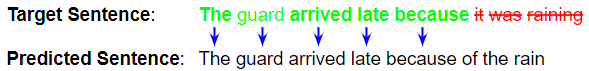 Target Sentence: The guard arrived late because it was raining
Predicted Sentence: The guard arrived late because of the rain